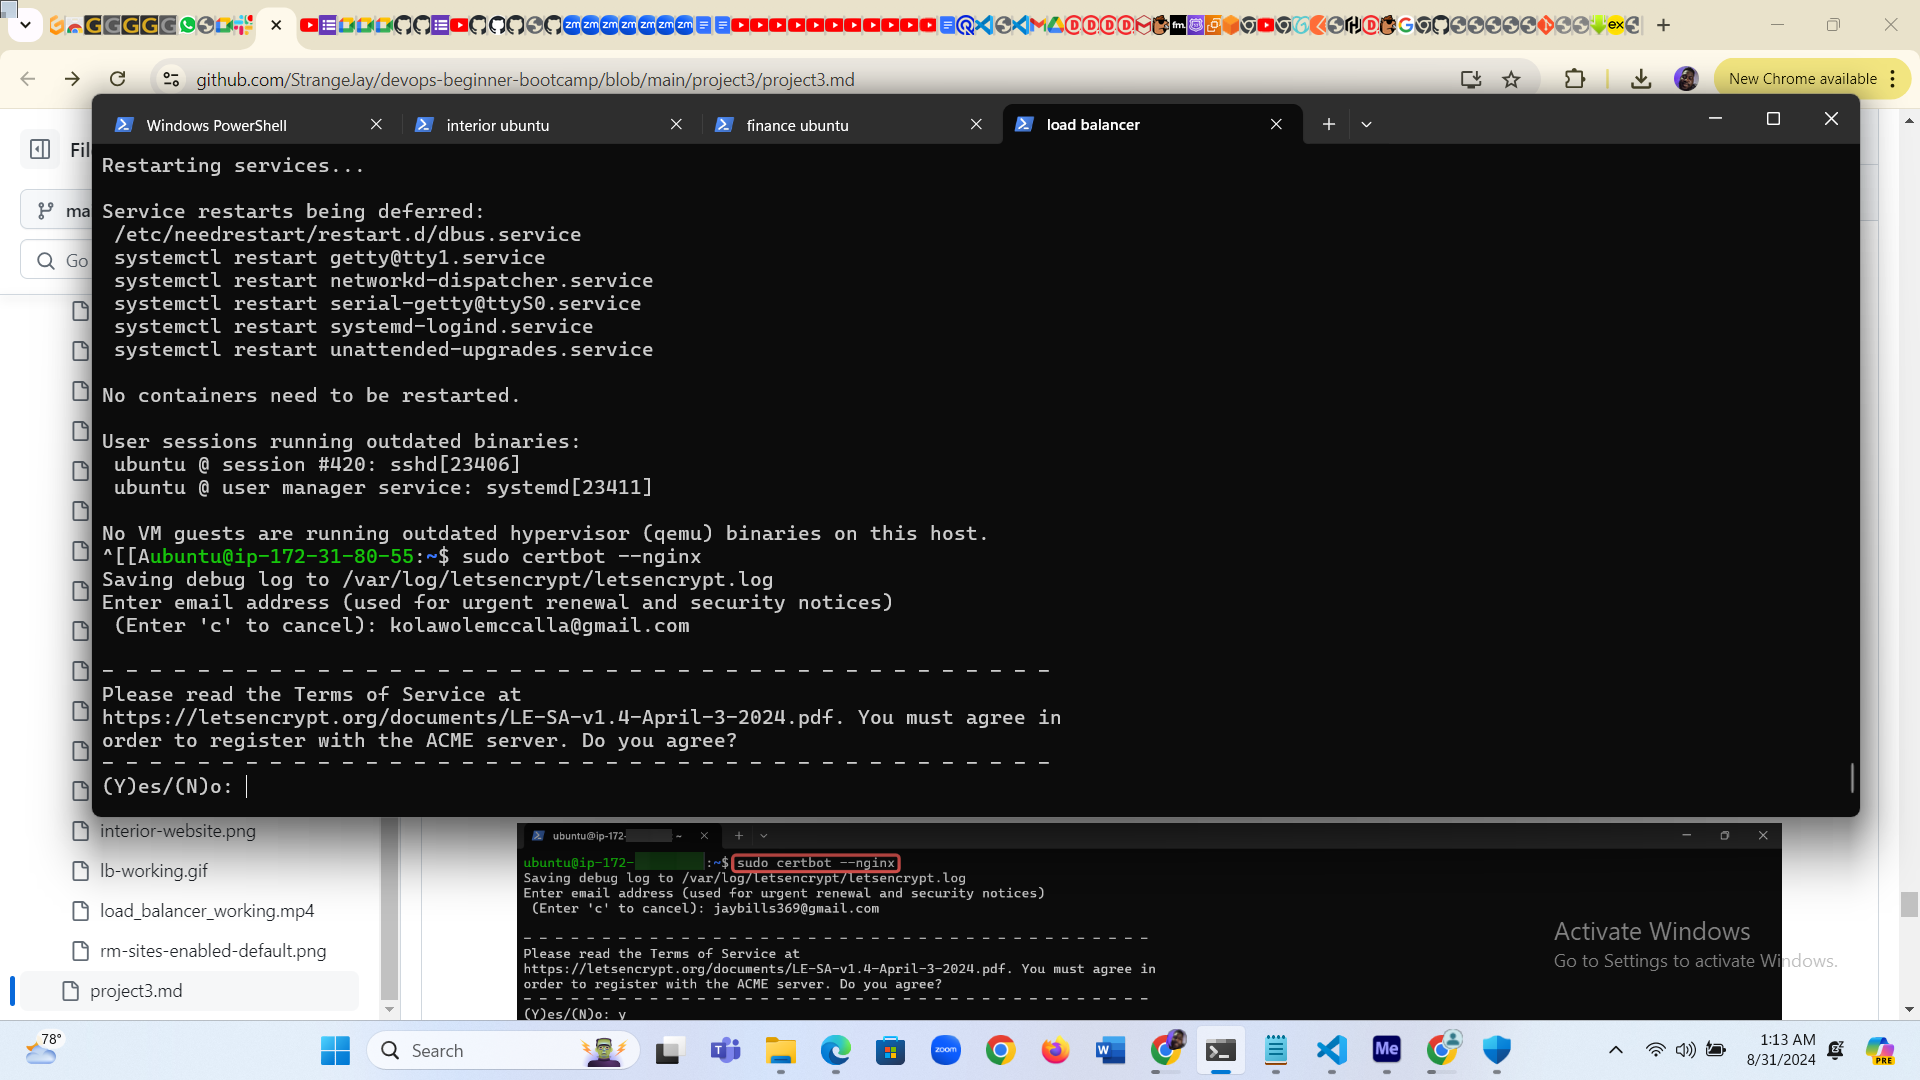 github.com/StrangeJay/devops-beginner-bootcamp/blob/main/project3/project3.md
New Chrome available
Windows PowerShell
interior ubuntu
finance ubuntu
load balancer
Restarting services...
Service restarts being deferred:
/etc/needrestart/restart.d/dbus.service
systemctl restart getty@tty1.service
systemctl restart networkd-dispatcher.service
systemctl restart serial-getty@ttyS0.service
systemctl restart systemd-logind.service
systemctl restart unattended-upgrades.service
No containers need to be restarted.
User sessions running outdated binaries:
ubuntu @ session #420: sshd[23406]
ubuntu @ user manager service: systemd[23411]
No VM guests are running outdated hypervisor (qemu) binaries on this host.
^[[Aubuntu@ip-172-31-80-55:~$ sudo certbot --nginx
Saving debug log to /var/log/letsencrypt/letsencrypt.log
Enter email address (used for urgent renewal and security notices)
(Enter 'c' to cancel): kolawolemccalla@gmail.com
- - - - - - - - - - - - - - - - - - - - - - - - - - - - - - - - - - - - - - - -
Please read the Terms of Service at
https://letsencrypt.org/documents/LE-SA-v1.4-April-3-2024.pdf. You must agree in
order to register with the ACME server. Do you agree?
- - - - - - - - - - - - - - - - - - - - - - - - - - - - - - - - - - - - - - - -
(Y)es/(N)o:
Fil
ma
Go
interior-website.png
lb-working.gif
load_balancer_working.mp4
rm-sites-enabled-default.png
project3.md
ubuntu@ip-172- ~
ubuntu@ip-172- :~$ sudo certbot --nginx
Saving debug log to /var/log/letsencrypt/letsencrypt.log
Enter email address (used for urgent renewal and security notices)
(Enter 'c' to cancel): jaybills369@gmail.com
- - - - - - - - - - - - - - - - - - - - - - - - - - - - - - - - - - - - - - - -
Please read the Terms of Service at
https://letsencrypt.org/documents/LE-SA-v1.4-April-3-2024.pdf. You must agree in
order to register with the ACME server. Do you agree?
- - - - - - - - - - - - - - - - - - - - - - - - - - - - - - - - - - - - - - - -
(Y)es/(N)o: y
Activate Windows
Go to Settings to activate Windows.
78°
Search
zoom
Me
PRE
1:13 AM
8/31/2024